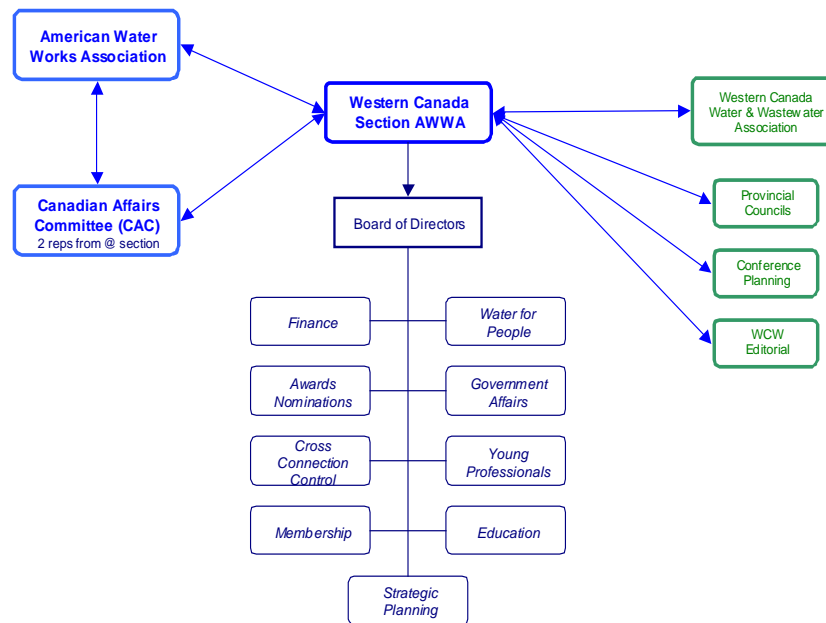 American Water
Works Association
Western Canada
Section AWWA
Western Canada
Water & Wastewater
Association
Canadian Affairs
Committee (CAC)
2 reps from @ section
Board of Directors
Provincial
Councils
Conference
Planning
WCW
Editorial
Finance
Water for
People
Awards
Nominations
Government
Affairs
Cross
Connection
Control
Young
Professionals
Membership
Education
Strategic
Planning